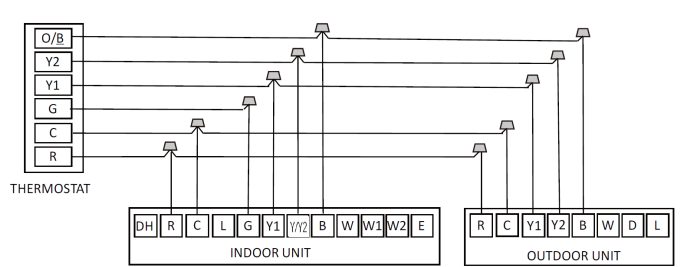 O/B
Y2
Y1
G
C
R
THERMOSTAT
DH R C L G Y1 Y/Y2 B W W1 W2 E
INDOOR UNIT
R C Y1 Y2 B W D L
OUTDOOR UNIT